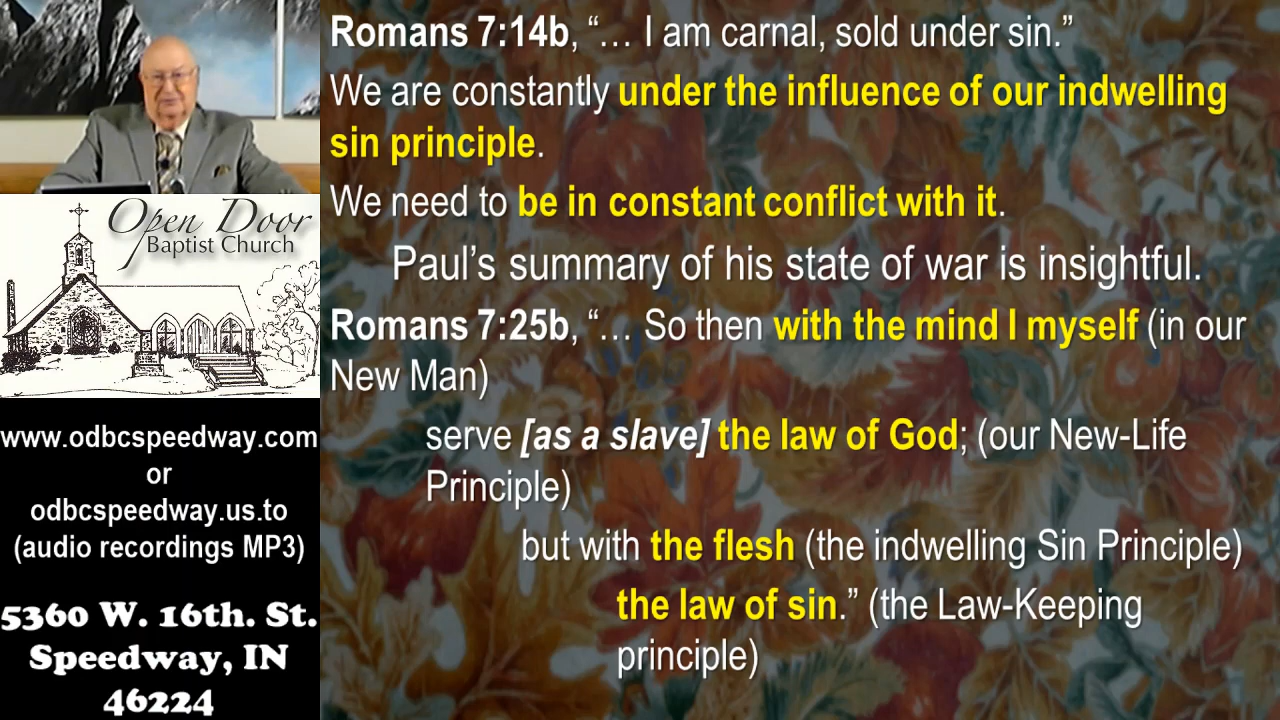 Open Door
Baptist Church
www.odbcspeedway.com
or
odbcspeedway.us.to
(audio recordings MP3)
5360 W. 16th. St.
Speedway, IN
46224
Romans 7:14b, “… I am carnal, sold under sin.”
We are constantly under the influence of our indwelling
sin principle.
We need to be in constant conflict with it.
Paul’s summary of his state of war is insightful.
Romans 7:25b, “… So then with the mind I myself (in our
New Man)
serve [as a slave] the law of God; (our New-Life
Principle)
but with the flesh (the indwelling Sin Principle)
the law of sin.” (the Law-Keeping
principle)